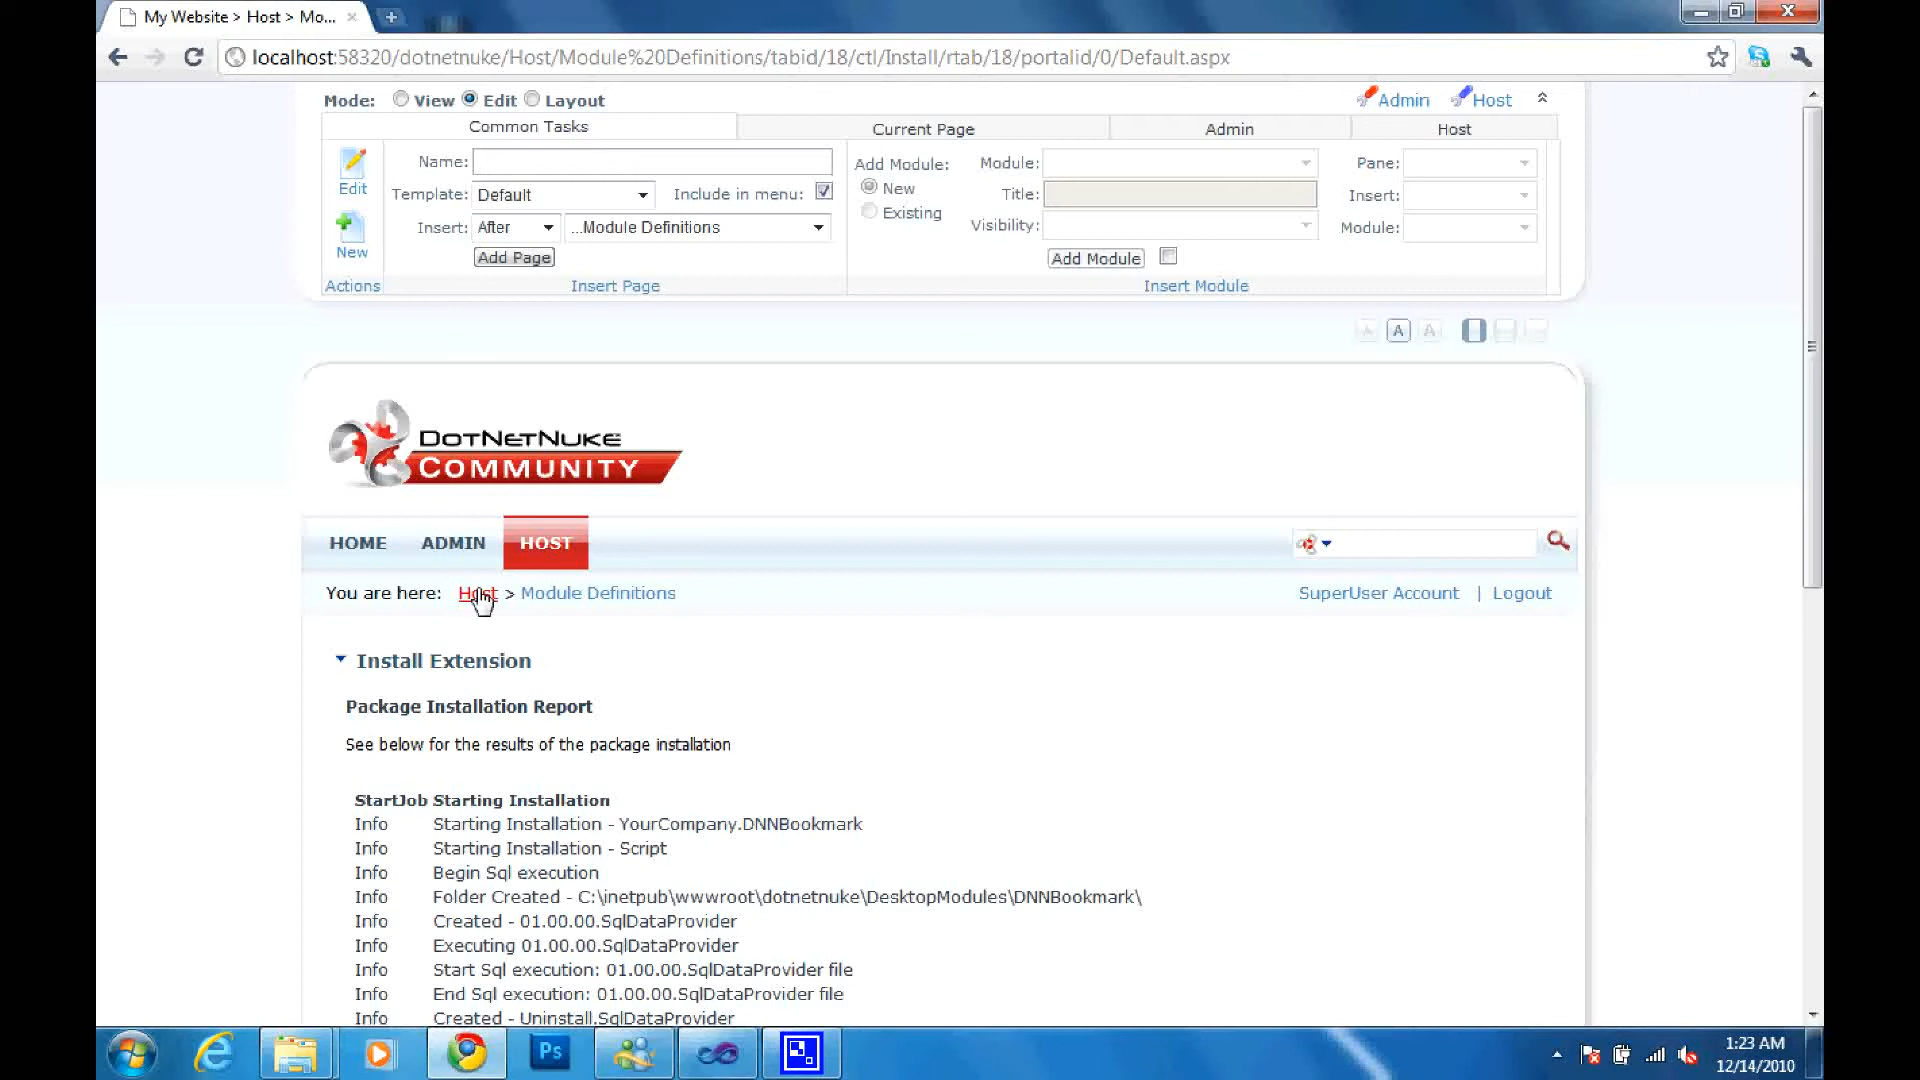 My Website > Host > Mo...
localhost:58320/dotnetnuke/Host/Module%20Definitions/tabid/18/ctl/Install/rtab/18/portalid/0/Default.aspx
Mode: View Edit Layout
Admin Host
Common Tasks Current Page Admin Host
Name: Add Module: Module: Pane:
Edit Template: Default Include in menu: New Title: Insert:
Existing
Insert: After ...Module Definitions Visibility: Module:
New Add Page Add Module
Actions Insert Page Insert Module
A A A
DOTNETNUKE
COMMUNITY
HOME ADMIN HOST
You are here: Host > Module Definitions SuperUser Account | Logout
Install Extension
Package Installation Report
See below for the results of the package installation
StartJob Starting Installation
Info Starting Installation - YourCompany.DNNBookmark
Info Starting Installation - Script
Info Begin Sql execution
Info Folder Created - C:\inetpub\wwwroot\dotnetnuke\DesktopModules\DNNBookmark\
Info Created - 01.00.00.SqlDataProvider
Info Executing 01.00.00.SqlDataProvider
Info Start Sql execution: 01.00.00.SqlDataProvider file
Info End Sql execution: 01.00.00.SqlDataProvider file
Info Created - Uninstall.SqlDataProvider
Ps
1:23 AM
12/14/2010